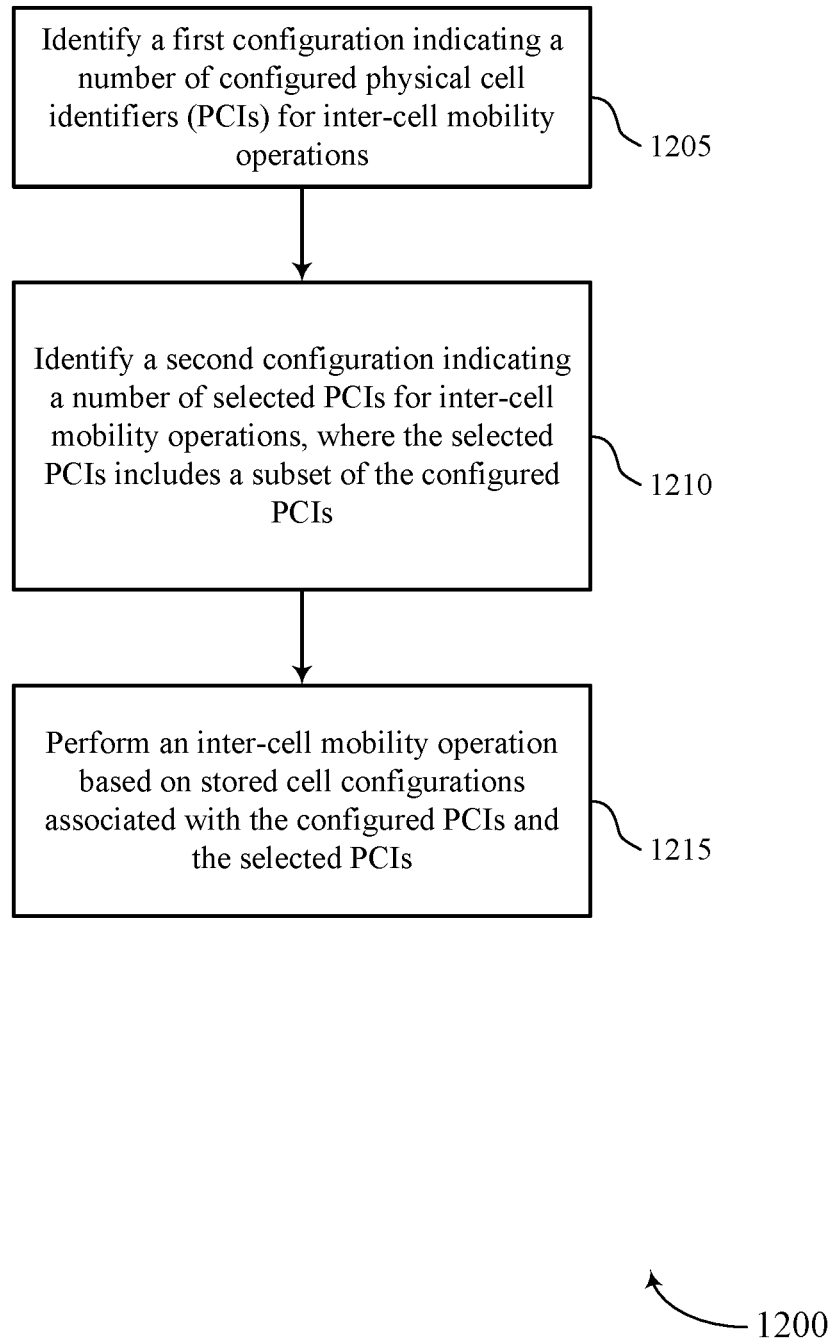 Identify a first configuration indicating a
number of configured physical cell
identifiers (PCIs) for inter-cell mobility
operations
1205
Identify a second configuration indicating
a number of selected PCIs for inter-cell
mobility operations, where the selected
PCIs includes a subset of the configured
PCIs
1210
Perform an inter-cell mobility operation
based on stored cell configurations
associated with the configured PCIs and
the selected PCIs
1215
1200